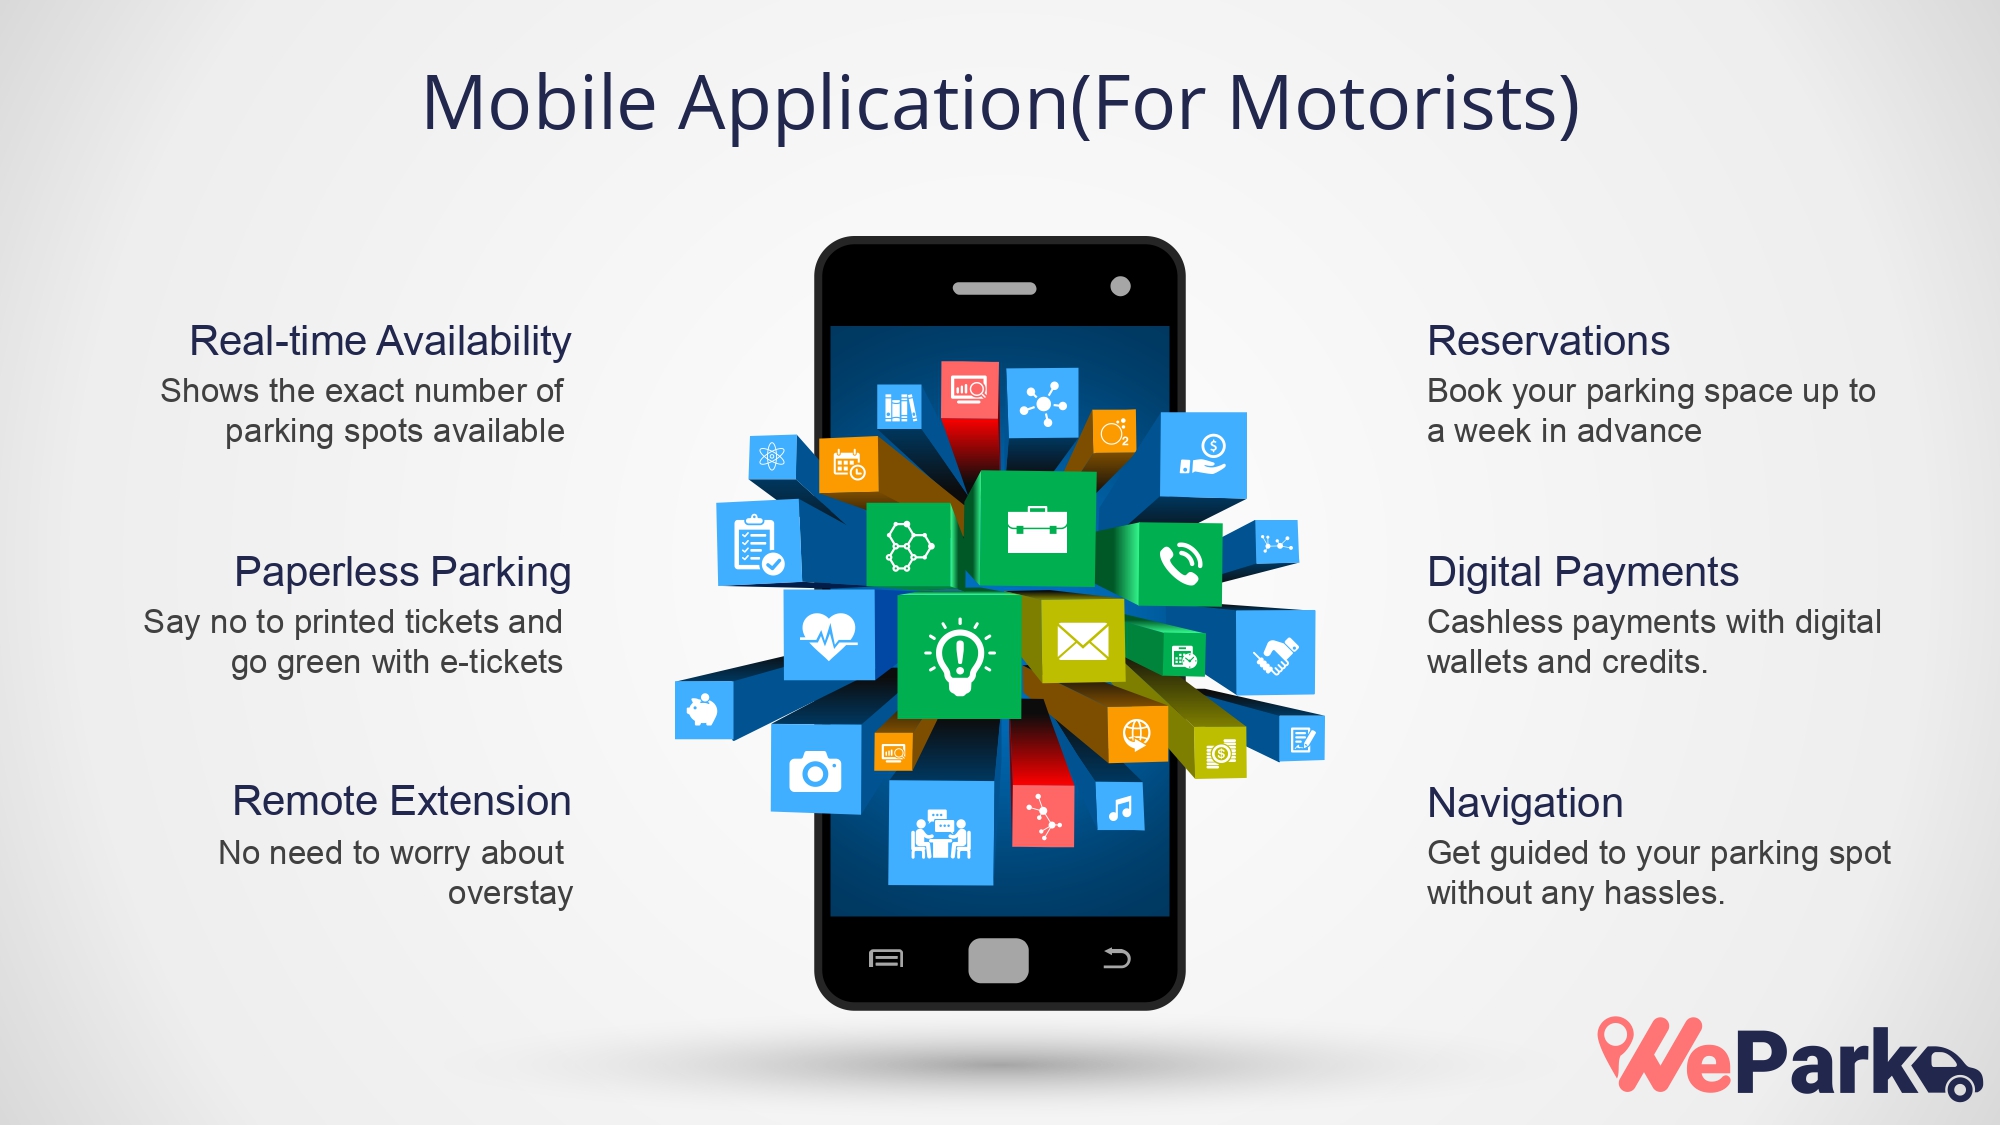 Mobile Application(For Motorists)
Real-time Availability
Shows the exact number of
parking spots available
Paperless Parking
Say no to printed tickets and
go green with e-tickets
Remote Extension
No need to worry about
overstay
Reservations
Book your parking space up to
a week in advance
Digital Payments
Cashless payments with digital
wallets and credits.
Navigation
Get guided to your parking spot
without any hassles.
2
$
$
WePark